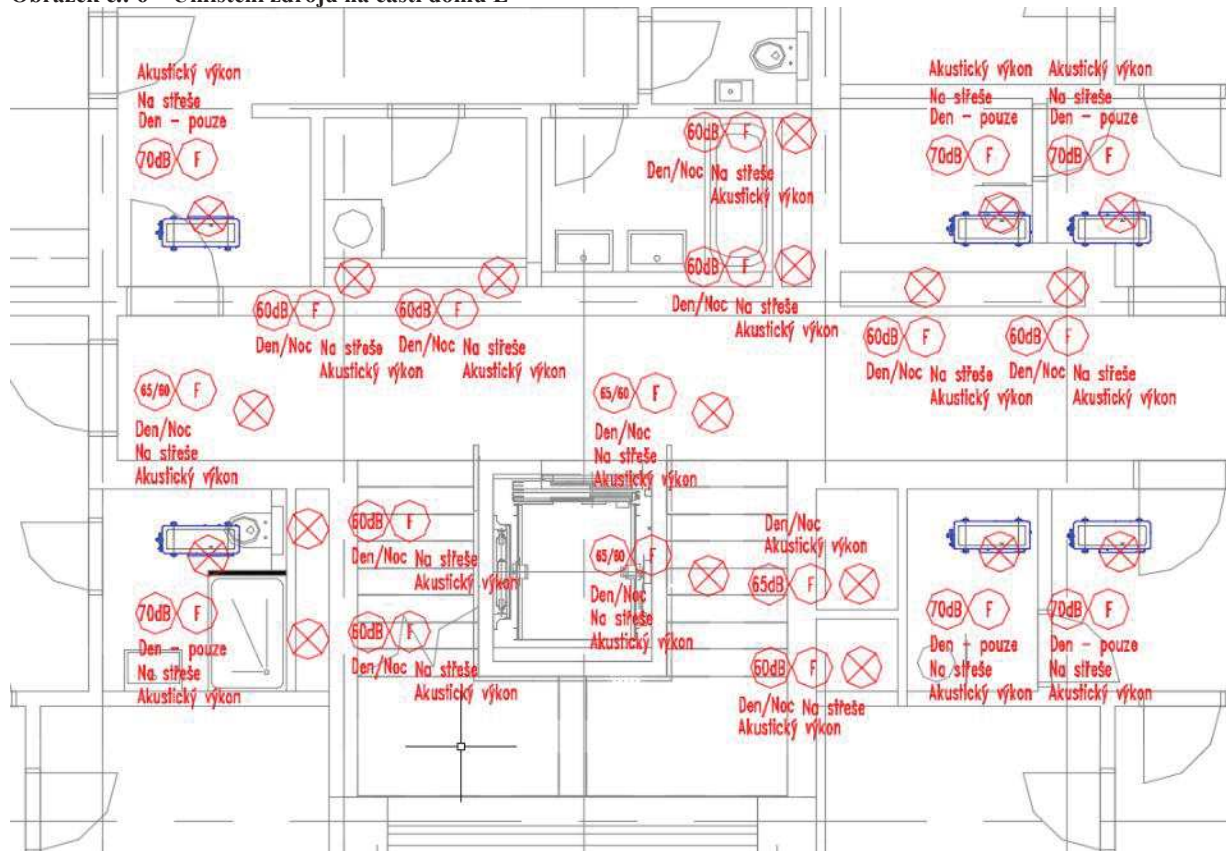 Obrázek č.: 6 – Umístění zdrojů na části domu E
Akustický výkon
Na střeše
Den - pouze
70dB F
60dB F
Den/Noc Na střeše
Akustický výkon
60dB F
Den/Noc Na střeše
Akustický výkon
Akustický výkon
Na střeše
Den - pouze
70dB F
Akustický výkon
Na střeše
Den - pouze
70dB F
60dB F
Den/Noc Na střeše
Akustický výkon
60dB F
Den/Noc Na střeše
Akustický výkon
60dB F
Den/Noc Na střeše
Akustický výkon
60dB F
Den/Noc Na střeše
Akustický výkon
65/60 F
Den/Noc
Na střeše
Akustický výkon
65/60 F
Den/Noc
Na střeše
Akustický výkon
60dB F
Den/Noc Na střeše
Akustický výkon
65/60 F
Den/Noc
Na střeše
Akustický výkon
Den/Noc
Akustický výkon
65dB F
70dB F
Den - pouze
Na střeše
Akustický výkon
60dB F
Den/Noc Na střeše
Akustický výkon
60dB F
Den/Noc Na střeše
Akustický výkon
70dB F
Den - pouze
Na střeše
Akustický výkon
70dB F
Den - pouze
Na střeše
Akustický výkon